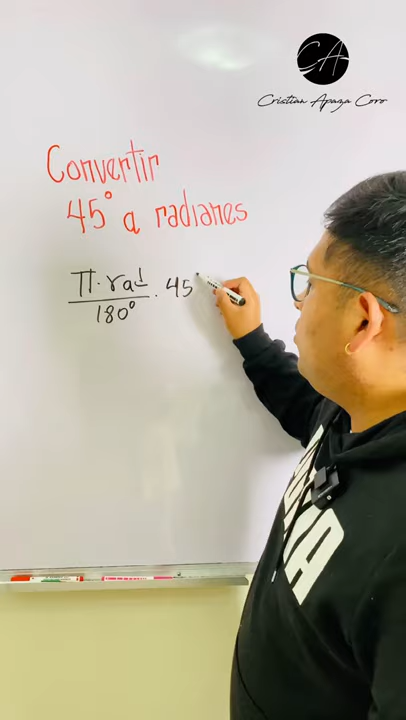 CA
Cristian Apaza Coro
Convertir
45° a radianes
π · rad / 180° · 45